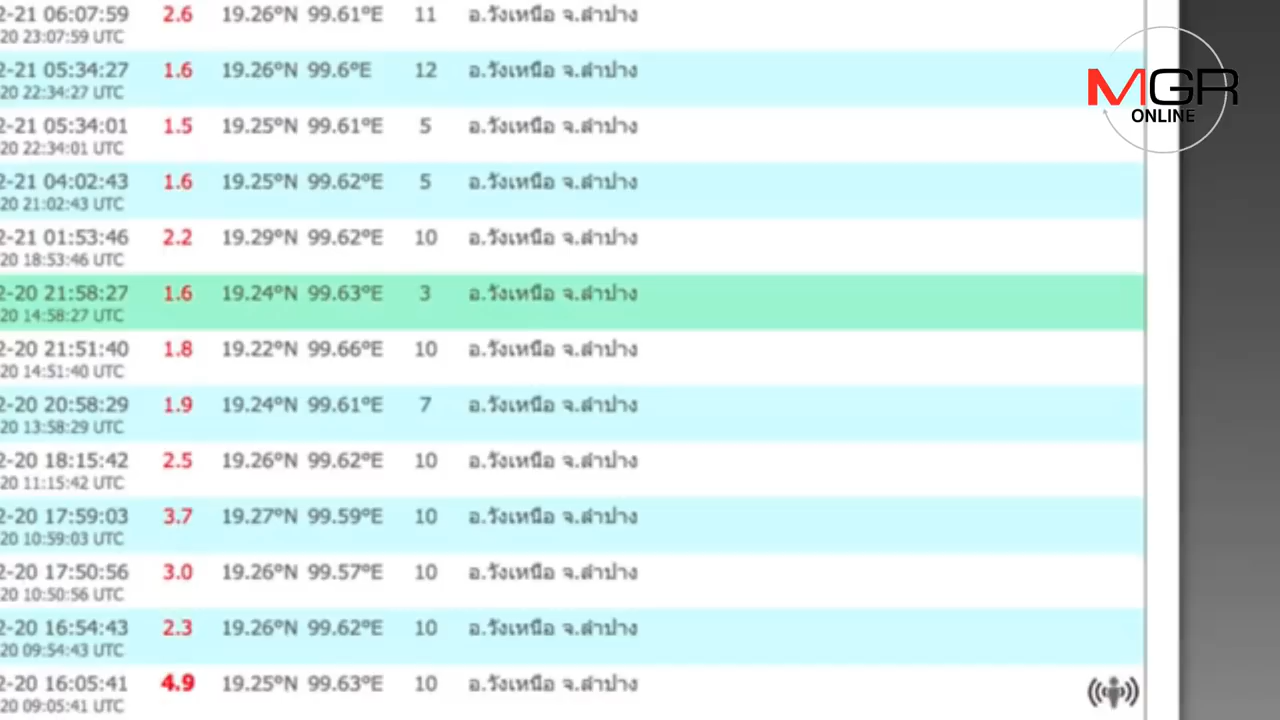 2-21 06:07:59 2.6 19.26°N 99.61°E 11 อ.วังเหนือ จ.ลำปาง
20 23:07:59 UTC
2-21 05:34:27 1.6 19.26°N 99.6°E 12 อ.วังเหนือ จ.ลำปาง
20 22:34:27 UTC
2-21 05:34:01 1.5 19.25°N 99.61°E 5 อ.วังเหนือ จ.ลำปาง
20 22:34:01 UTC
2-21 04:02:43 1.6 19.25°N 99.62°E 5 อ.วังเหนือ จ.ลำปาง
20 21:02:43 UTC
2-21 01:53:46 2.2 19.29°N 99.62°E 10 อ.วังเหนือ จ.ลำปาง
20 18:53:46 UTC
2-20 21:58:27 1.6 19.24°N 99.63°E 3 อ.วังเหนือ จ.ลำปาง
20 14:58:27 UTC
2-20 21:51:40 1.8 19.22°N 99.66°E 10 อ.วังเหนือ จ.ลำปาง
20 14:51:40 UTC
2-20 20:58:29 1.9 19.24°N 99.61°E 7 อ.วังเหนือ จ.ลำปาง
20 13:58:29 UTC
2-20 18:15:42 2.5 19.26°N 99.62°E 10 อ.วังเหนือ จ.ลำปาง
20 11:15:42 UTC
2-20 17:59:03 3.7 19.27°N 99.59°E 10 อ.วังเหนือ จ.ลำปาง
20 10:59:03 UTC
2-20 17:50:56 3.0 19.26°N 99.57°E 10 อ.วังเหนือ จ.ลำปาง
20 10:50:56 UTC
2-20 16:54:43 2.3 19.26°N 99.62°E 10 อ.วังเหนือ จ.ลำปาง
20 09:54:43 UTC
2-20 16:05:41 4.9 19.25°N 99.63°E 10 อ.วังเหนือ จ.ลำปาง
20 09:05:41 UTC
MGR
ONLINE